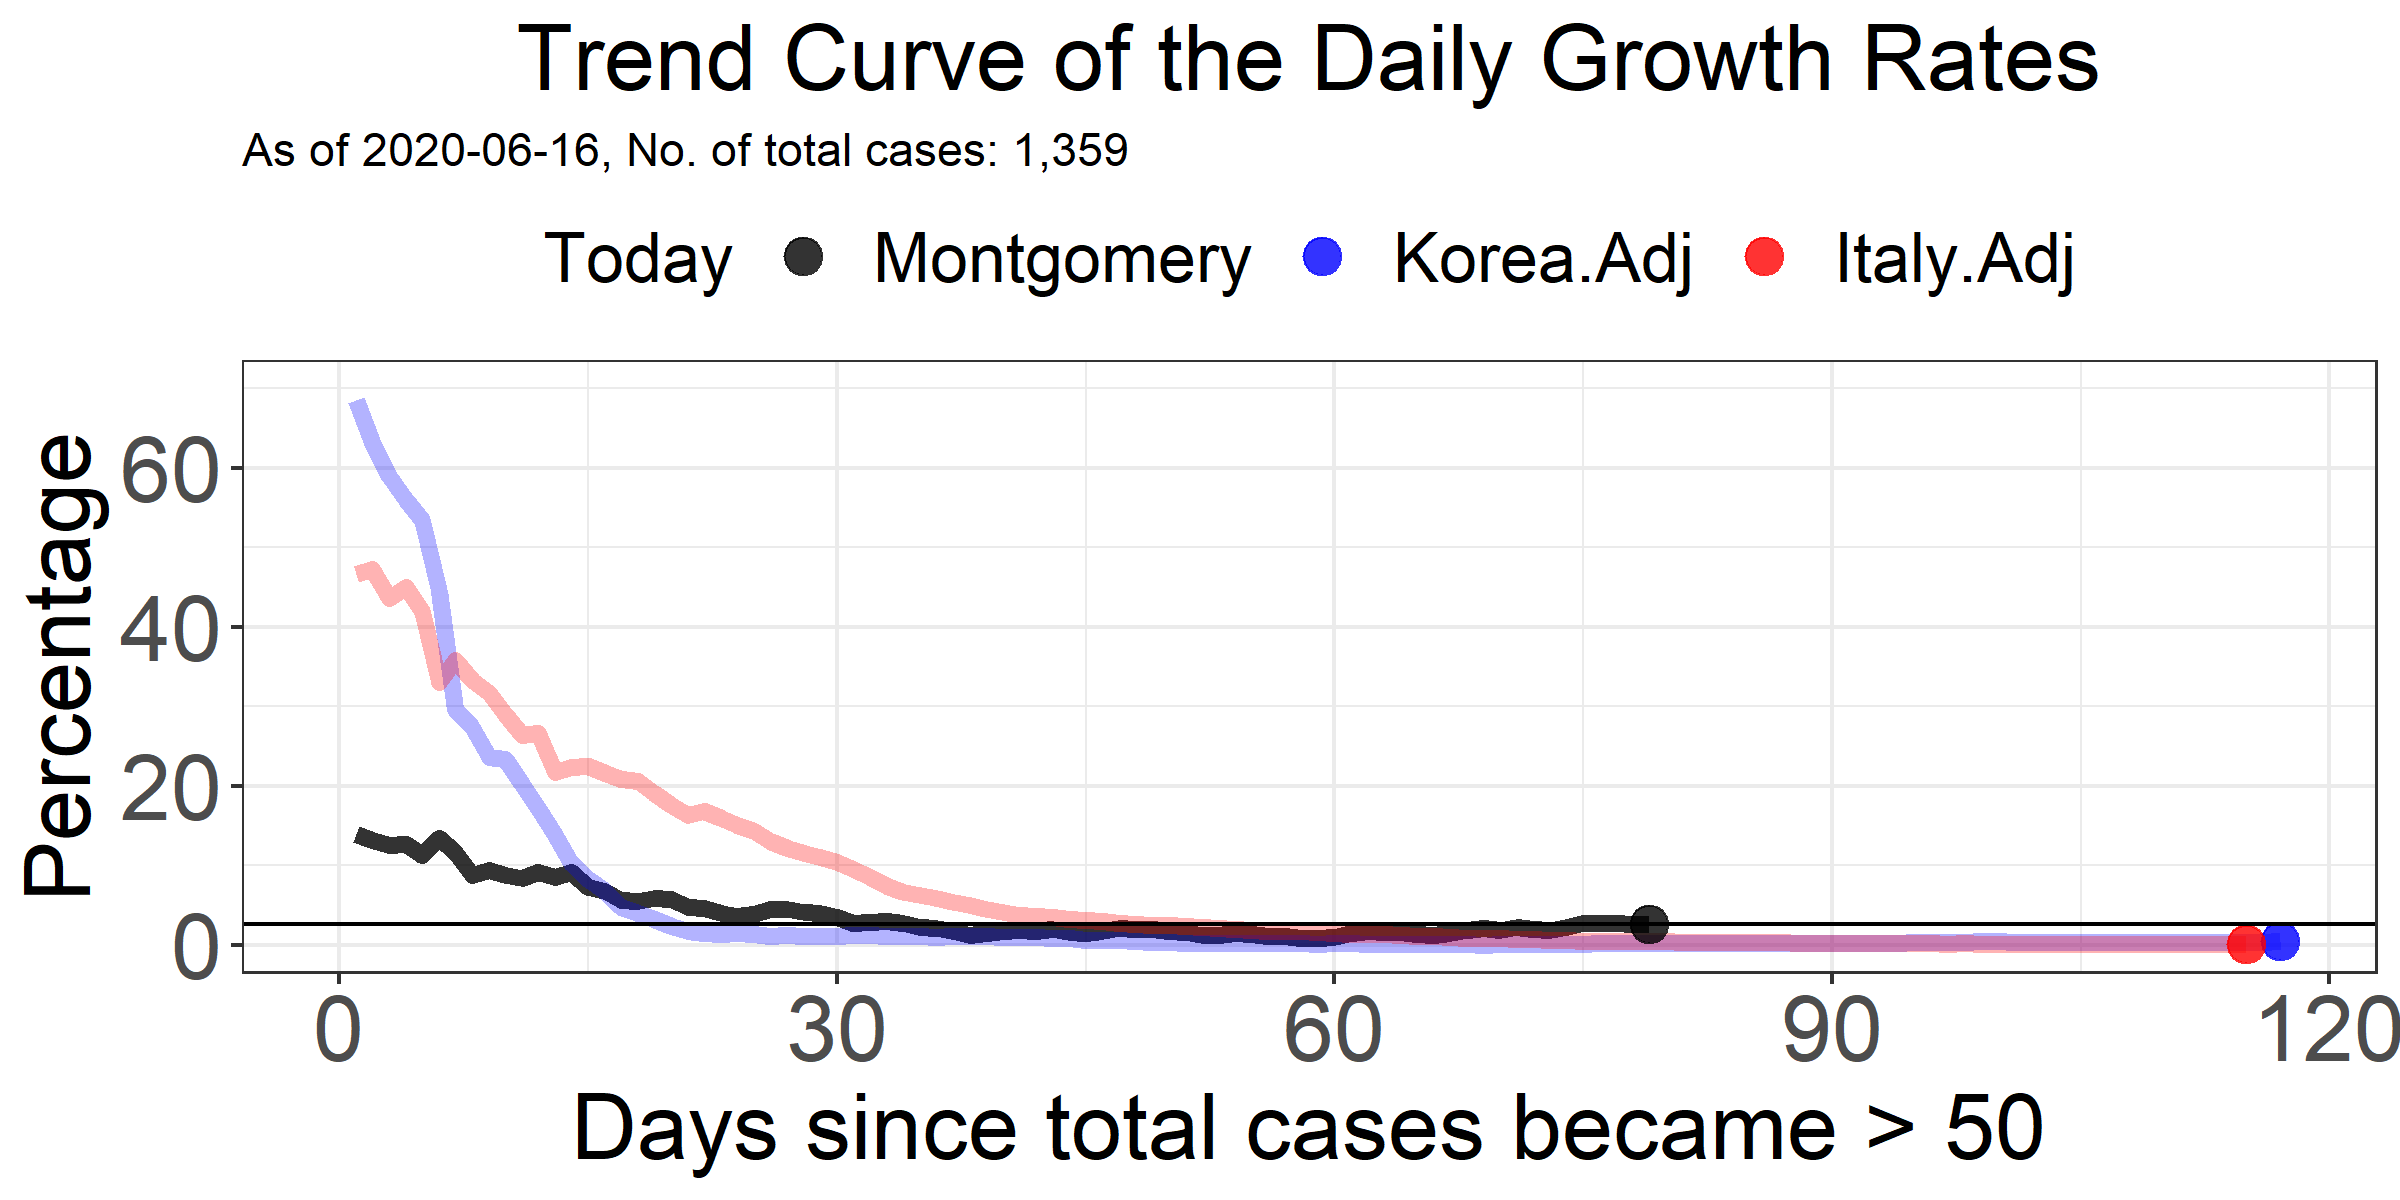 Trend Curve of the Daily Growth Rates
As of 2020-06-16, No. of total cases: 1,359
Today Montgomery Korea.Adj Italy.Adj
Percentage
60
40
20
0
0 30 60 90 120
Days since total cases became > 50